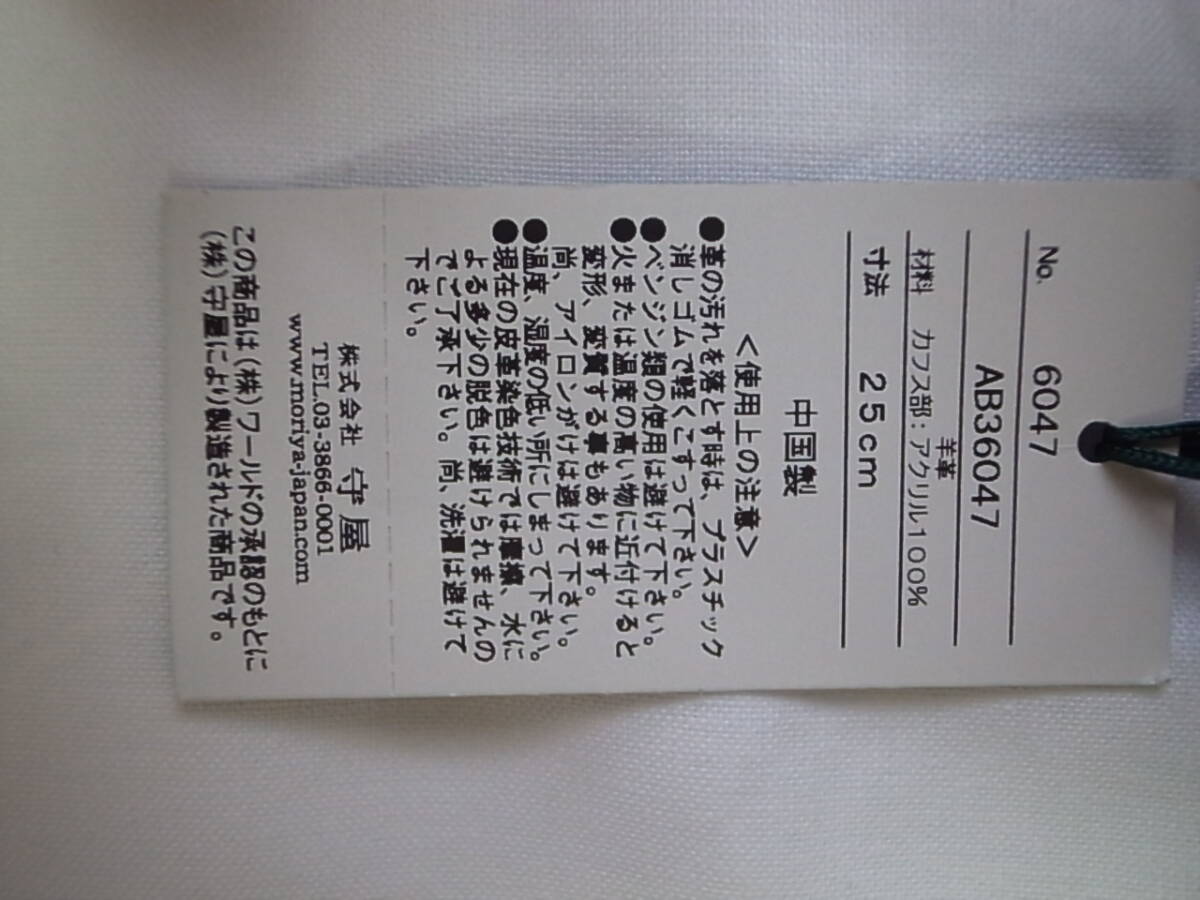 No. 6047
AB36047
羊革
材料 カフス部：アクリル100%
寸法 25cm
中国製
<使用上の注意>
●革の汚れを落とす時は、プラスチック
消しゴムで軽くこすって下さい。
●ベンジン類の使用は避けて下さい。
●火または温度の高い物に近付けると
変形、変質する事もあります。
尚、アイロンがけは避けて下さい。
●温度、湿度の低い所にしまって下さい。
●現在の皮革染色技術では摩擦、水に
よる多少の脱色は避けられませんの
でご了承下さい。尚、洗濯は避けて
下さい。
株式会社 守屋
TEL.03-3866-0001
www.moriya-japan.com
この商品は(株)ワールドの承認のもとに
(株)守屋により製造された商品です。